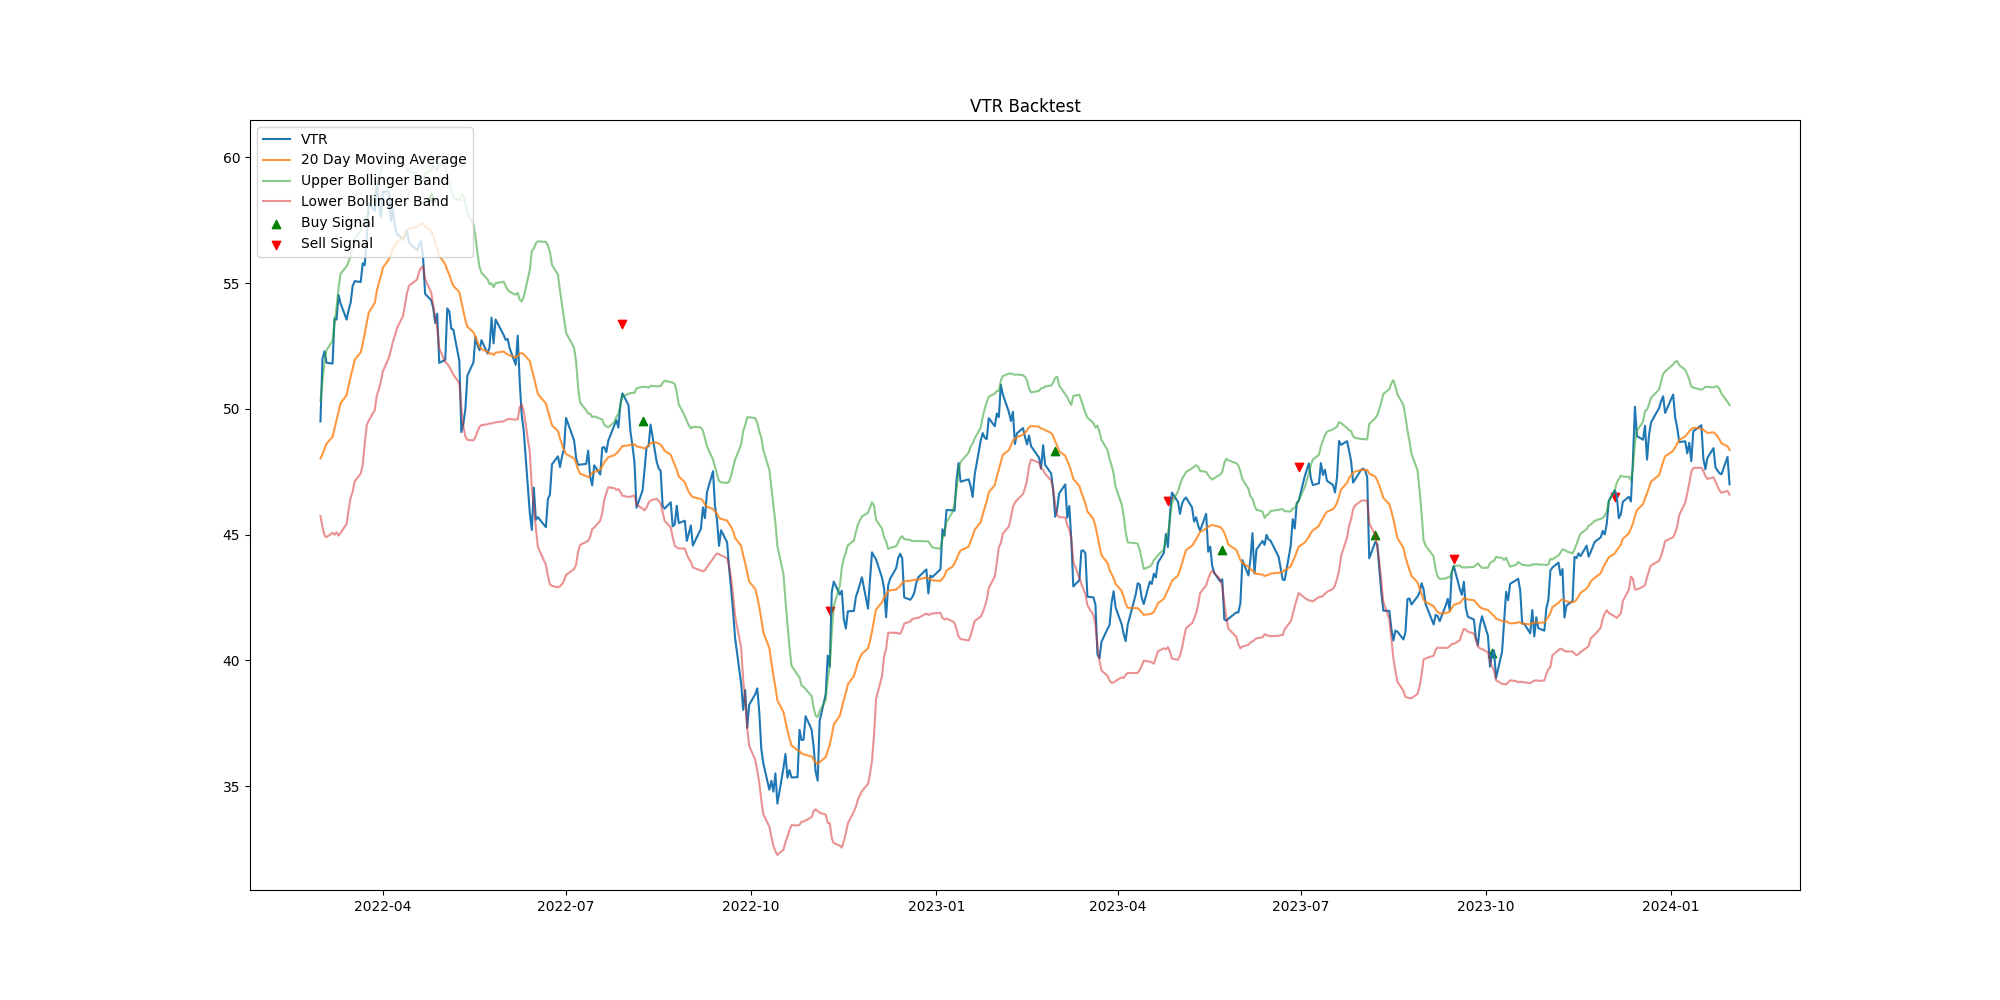 VTR Backtest
VTR
20 Day Moving Average
Upper Bollinger Band
Lower Bollinger Band
Buy Signal
Sell Signal
60
55
50
45
40
35
2022-04
2022-07
2022-10
2023-01
2023-04
2023-07
2023-10
2024-01